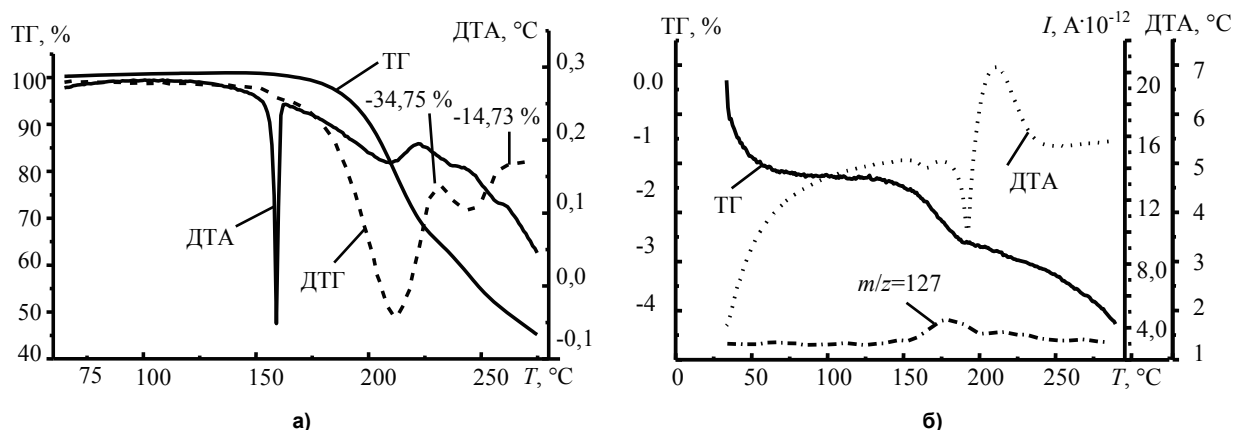 ТГ, %
ДТА, °C
100
90
80
70
60
50
40
0,3
0,2
0,1
0,0
-0,1
ТГ
-34,75 %
-14,73 %
ДТА
ДТГ
75 100 150 200 250 T, °C
а)
ТГ, %
I, А·10⁻¹² ДТА, °C
0.0
-1
-2
-3
-4
20
16
12
8,0
4,0
7
6
5
4
3
2
1
ТГ
ДТА
m/z=127
0 50 100 150 200 250 T, °C
б)